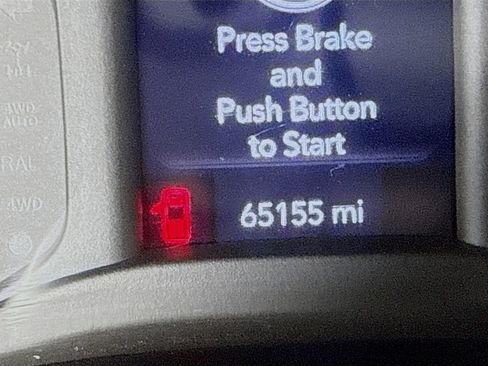 Press Brake
and
Push Button
to Start
65155 mi
4WD
AUTO
4WD